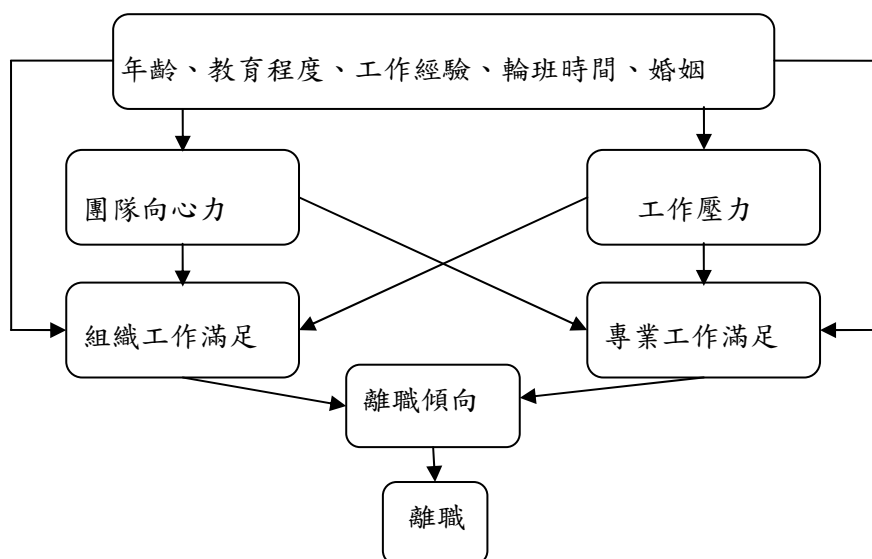 年齡、教育程度、工作經驗、輪班時間、婚姻
團隊向心力
工作壓力
組織工作滿足
專業工作滿足
離職傾向
離職